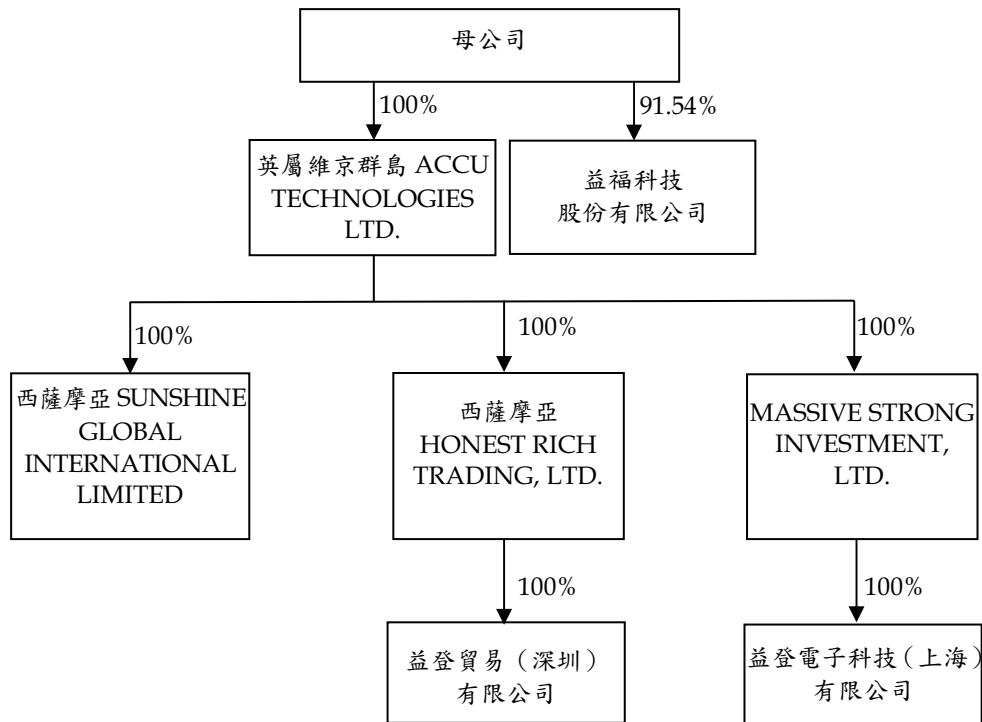 母公司
100%
91.54%
英屬維京群島 ACCU
TECHNOLOGIES
LTD.
益福科技
股份有限公司
100%
100%
100%
西薩摩亞 SUNSHINE
GLOBAL
INTERNATIONAL
LIMITED
西薩摩亞
HONEST RICH
TRADING, LTD.
MASSIVE STRONG
INVESTMENT,
LTD.
100%
100%
益登貿易（深圳）
有限公司
益登電子科技（上海）
有限公司